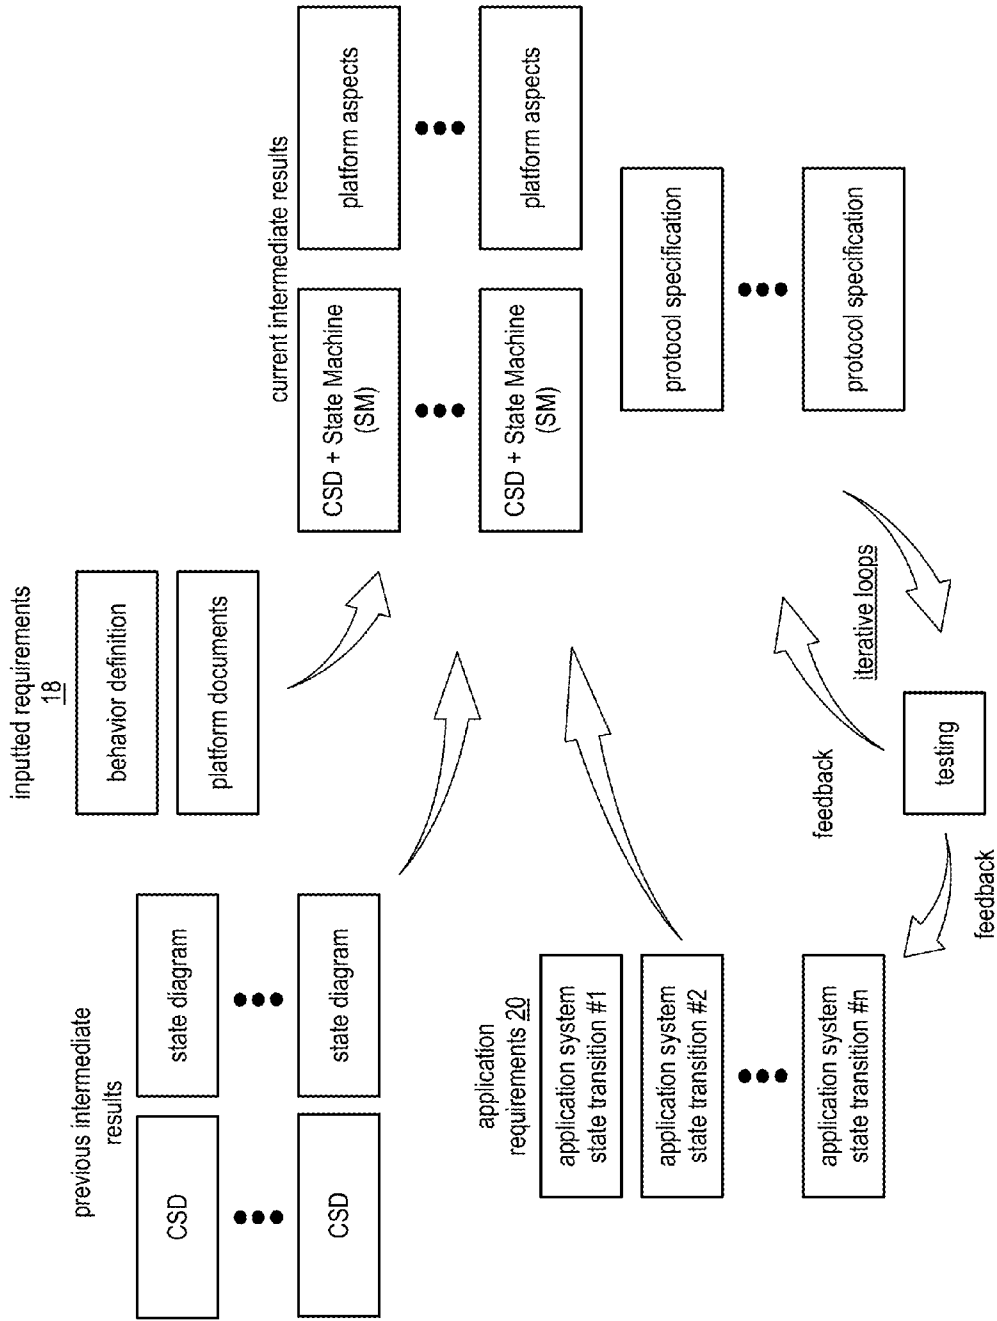 inputted requirements
18
behavior definition
platform documents
previous intermediate
results
CSD
state diagram
CSD
state diagram
current intermediate results
CSD + State Machine
(SM)
platform aspects
CSD + State Machine
(SM)
platform aspects
protocol specification
protocol specification
application
requirements 20
application system
state transition #1
application system
state transition #2
application system
state transition #n
feedback
iterative loops
testing
feedback